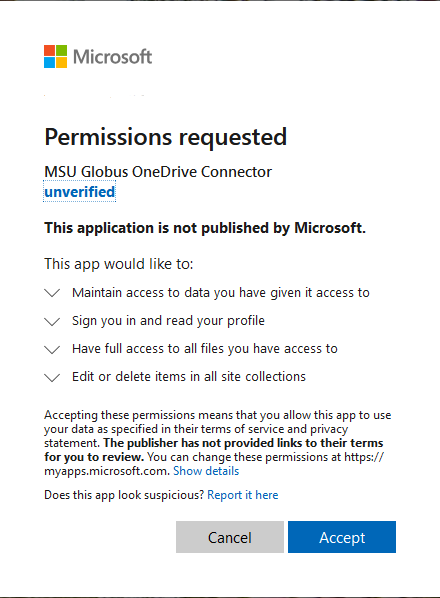 Microsoft
Permissions requested
MSU Globus OneDrive Connector
unverified
This application is not published by Microsoft.
This app would like to:
Maintain access to data you have given it access to
Sign you in and read your profile
Have full access to all files you have access to
Edit or delete items in all site collections
Accepting these permissions means that you allow this app to use
your data as specified in their terms of service and privacy
statement. The publisher has not provided links to their terms
for you to review. You can change these permissions at https://
myapps.microsoft.com. Show details
Does this app look suspicious? Report it here
Cancel Accept